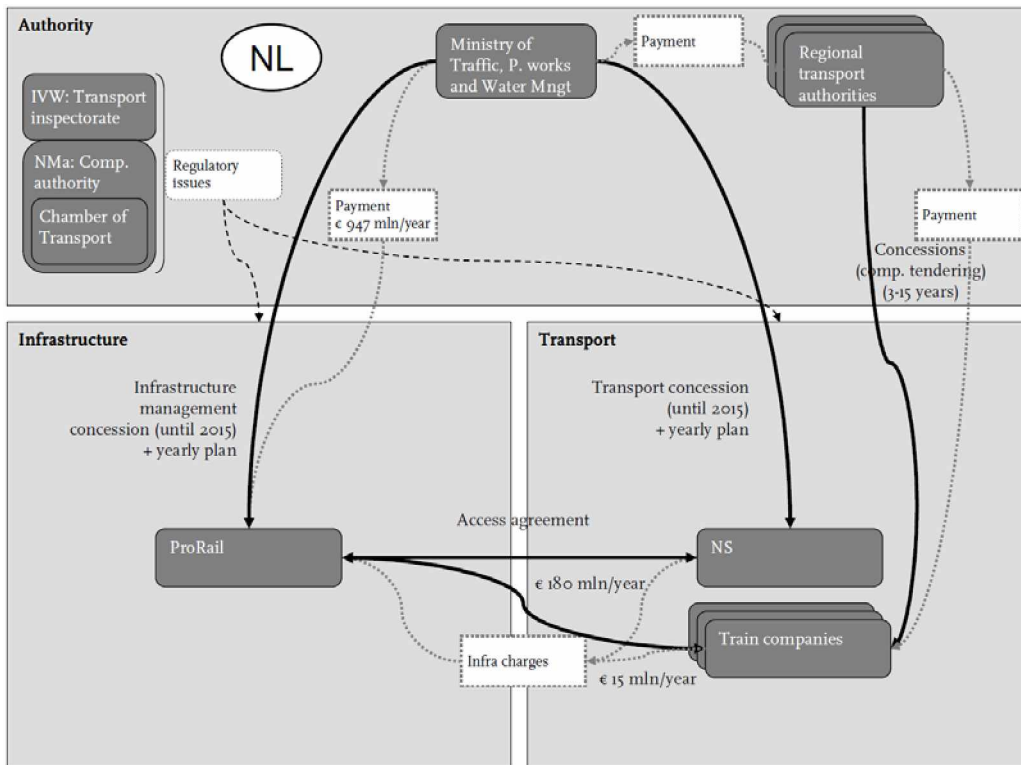 Authority
NL
Ministry of
Traffic, P. works
and Water Mngt
Payment
Regional
transport
authorities
IVW: Transport
inspectorate
NMa: Comp.
authority
Chamber of
Transport
Regulatory
issues
Payment
€ 947 mln/year
Payment
Concessions
(comp. tendering)
(3-15 years)
Infrastructure
Transport
Infrastructure
management
concession (until 2015)
+ yearly plan
Transport concession
(until 2015)
+ yearly plan
Access agreement
ProRail
NS
€ 180 mln/year
Train companies
Infra charges
€ 15 mln/year